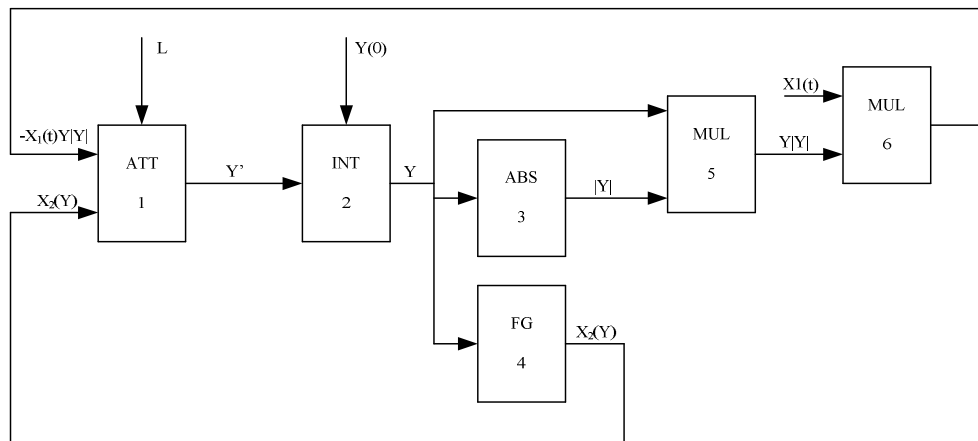 L
Y(0)
-X₁(t)Y|Y|
X₂(Y)
ATT
1
Y’
INT
2
Y
ABS
3
|Y|
FG
4
X₂(Y)
MUL
5
X1(t)
Y|Y|
MUL
6